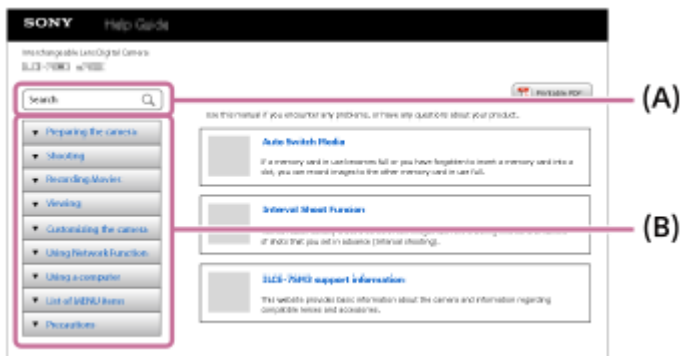 SONY Help Guide
Interchangeable Lens Digital Camera
Search
Printable PDF
(A)
Use this manual if you encounter any problems, or have any questions about your product.
Preparing the camera
Shooting
Recording Movies
Viewing
Customizing the camera
Using Network Function
Using a computer
List of MENU items
Precautions
Auto Switch Media
If a memory card in use becomes full or you have forgotten to insert a memory card into a
slot, you can record images to the other memory card in use full.
Interval Shoot Funsion
of shots that you set in advance (Interval shooting).
(B)
ILCE-7SM3 support information
This website provides basic information about the camera and information regarding
compatible lenses and accessories.